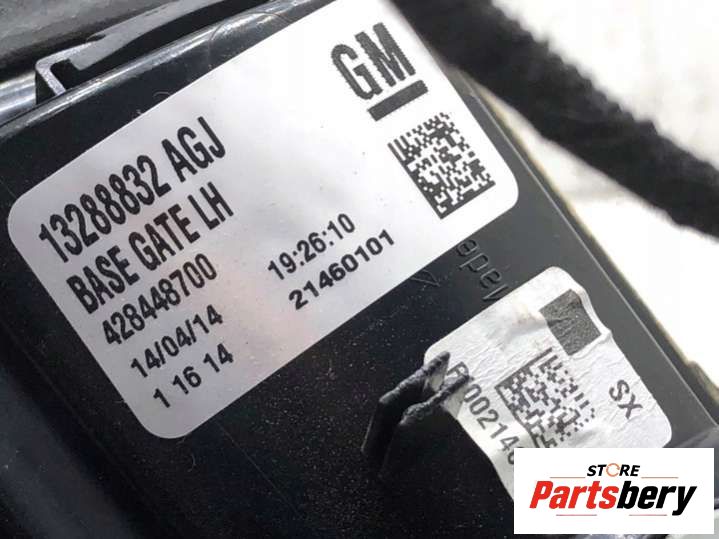 GM
13288832 AGJ
BASE GATE LH
428448700
14/04/14 19:26:10
1 16 14 21460101
SX
STORE
Partsbery